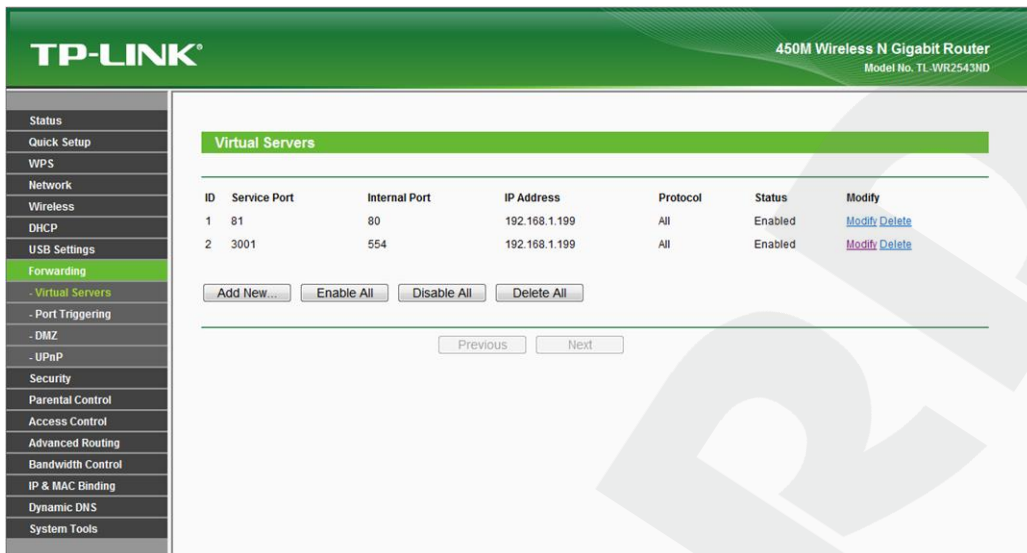 TP-LINK®
450M Wireless N Gigabit Router
Model No. TL-WR2543ND
Status
Quick Setup
WPS
Network
Wireless
DHCP
USB Settings
Forwarding
- Virtual Servers
- Port Triggering
- DMZ
- UPnP
Security
Parental Control
Access Control
Advanced Routing
Bandwidth Control
IP & MAC Binding
Dynamic DNS
System Tools
Virtual Servers
ID Service Port Internal Port IP Address Protocol Status Modify
1 81 80 192.168.1.199 All Enabled Modify Delete
2 3001 554 192.168.1.199 All Enabled Modify Delete
Add New... Enable All Disable All Delete All
Previous Next